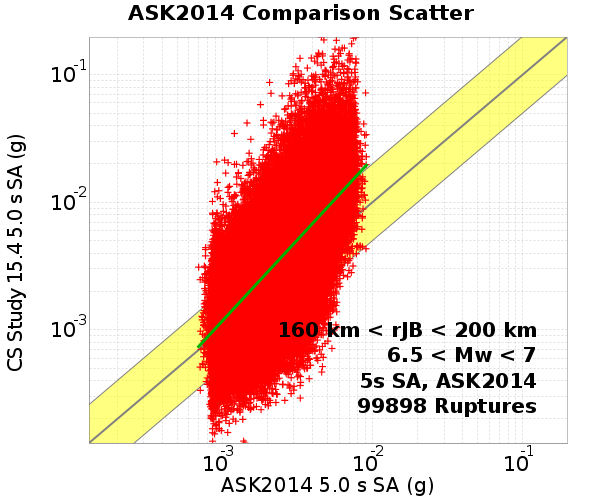 ASK2014 Comparison Scatter
CS Study 15.4 5.0 s SA (g)
10⁻¹
10⁻²
10⁻³
160 km < rJB < 200 km
6.5 < Mw < 7
5s SA, ASK2014
99898 Ruptures
10⁻³ 10⁻² 10⁻¹
ASK2014 5.0 s SA (g)